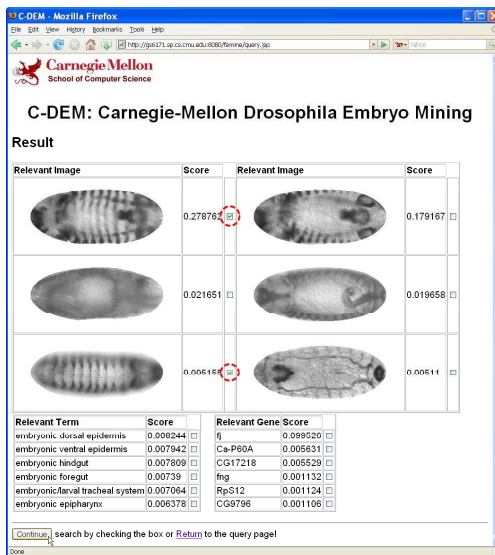 C-DEM - Mozilla Firefox
File Edit View History Bookmarks Tools Help
http://gs6171.sp.cs.cmu.edu:8080/femine/query.jsp
Yahoo
Carnegie Mellon
School of Computer Science
C-DEM: Carnegie-Mellon Drosophila Embryo Mining
Result
Relevant Image Score Relevant Image Score
0.278762 0.179167
0.021651 0.019658
0.005155 0.00511
Relevant Term Score Relevant Gene Score
embryonic dorsal epidermis 0.008244 fj 0.099520
embryonic ventral epidermis 0.007942 Ca-P60A 0.005631
embryonic hindgut 0.007809 CG17218 0.005529
embryonic foregut 0.00739 fng 0.001132
embryonic/larval tracheal system 0.007064 RpS12 0.001124
embryonic epipharynx 0.006378 CG9796 0.001106
Continue search by checking the box or Return to the query page!
Done